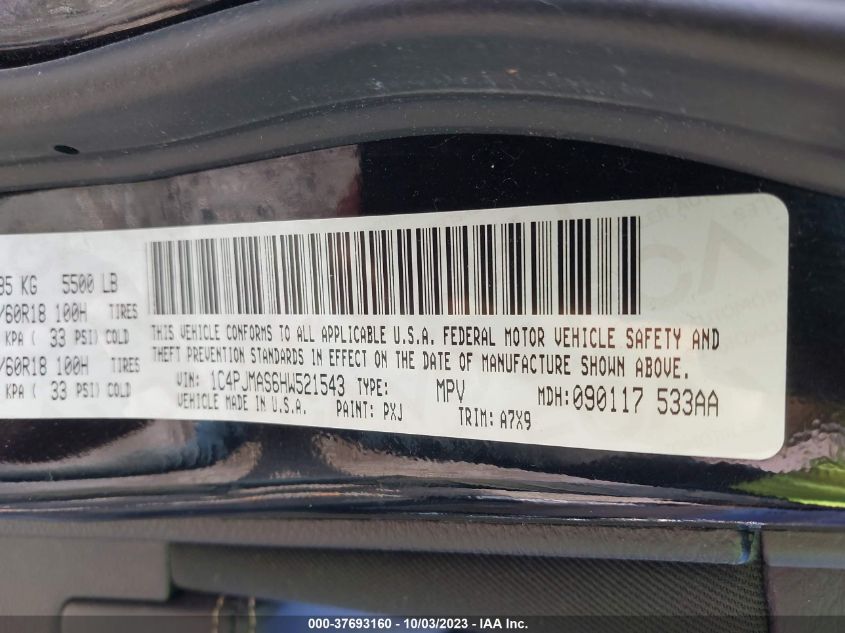 95 KG 5500 LB
/60R18 100H TIRES
KPA ( 33 PSI) COLD
/60R18 100H TIRES
KPA ( 33 PSI) COLD
THIS VEHICLE CONFORMS TO ALL APPLICABLE U.S.A. FEDERAL MOTOR VEHICLE SAFETY AND
THEFT PREVENTION STANDARDS IN EFFECT ON THE DATE OF MANUFACTURE SHOWN ABOVE.
VIN: 1C4PJMAS6HW521543 TYPE: MPV MDH:090117 533AA
VEHICLE MADE IN U.S.A. PAINT: PXJ TRIM: A7X9
000-37693160 - 10/03/2023 - IAA Inc.